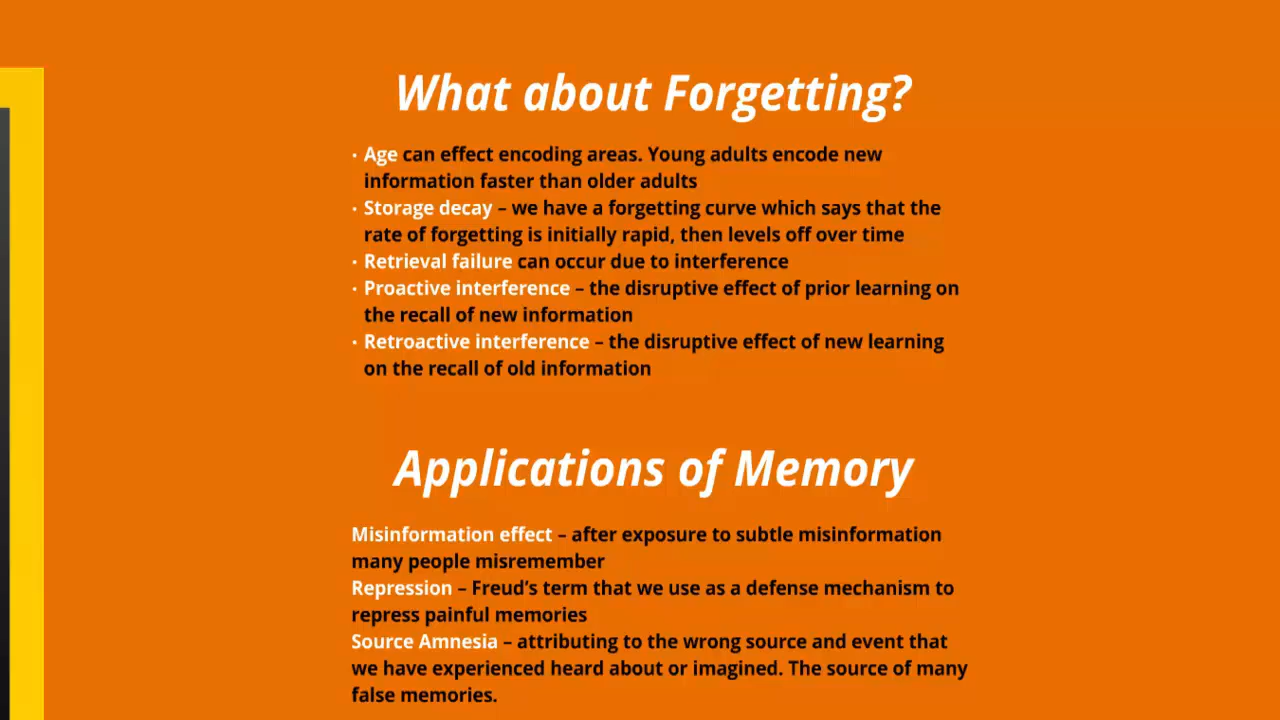 What about Forgetting?
· Age can effect encoding areas. Young adults encode new
information faster than older adults
· Storage decay – we have a forgetting curve which says that the
rate of forgetting is initially rapid, then levels off over time
· Retrieval failure can occur due to interference
· Proactive interference – the disruptive effect of prior learning on
the recall of new information
· Retroactive interference – the disruptive effect of new learning
on the recall of old information
Applications of Memory
Misinformation effect – after exposure to subtle misinformation
many people misremember
Repression – Freud’s term that we use as a defense mechanism to
repress painful memories
Source Amnesia – attributing to the wrong source and event that
we have experienced heard about or imagined. The source of many
false memories.